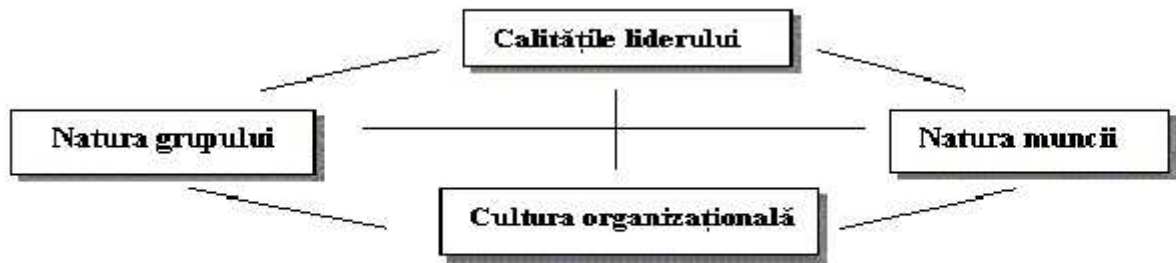 Calitățile liderului
Natura grupului
Natura muncii
Cultura organizațională